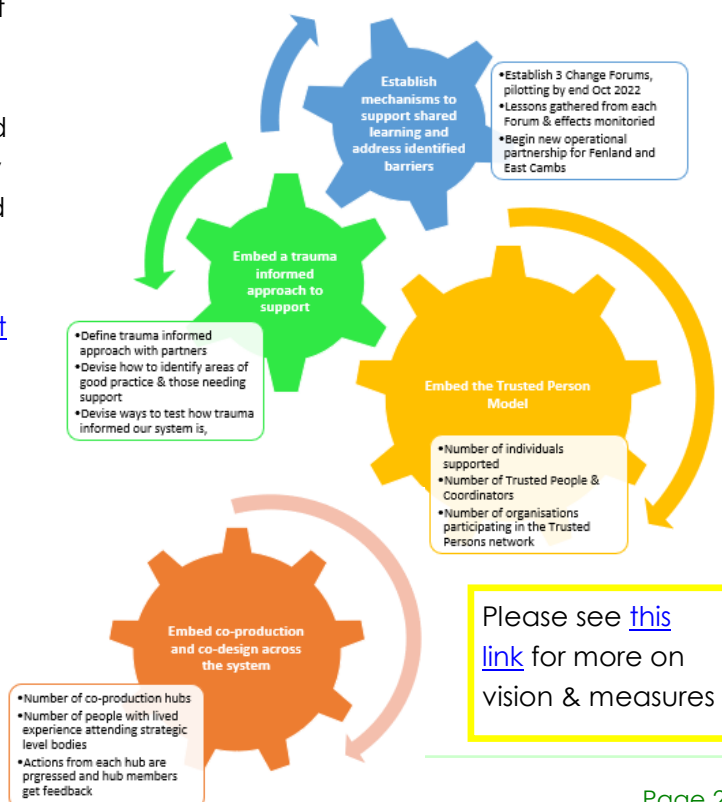 Establish
mechanisms to
support shared
learning and
address identified
barriers
•Establish 3 Change Forums,
pilotting by end Oct 2022
•Lessons gathered from each
Forum & effects monitoried
•Begin new operational
partnership for Fenland and
East Cambs
Embed a trauma
informed
approach to
support
•Define trauma informed
approach with partners
•Devise how to identify areas of
good practice & those needing
support
•Devise ways to test how trauma
informed our system is,
Embed the Trusted Person
Model
•Number of individuals
supported
•Number of Trusted People &
Coordinators
•Number of organisations
participating in the Trusted
Persons network
Embed co-production
and co-design across
the system
•Number of co-production hubs
•Number of people with lived
experience attending strategic
level bodies
•Actions from each hub are
prgressed and hub members
get feedback
Please see this
link for more on
vision & measures
Page 2